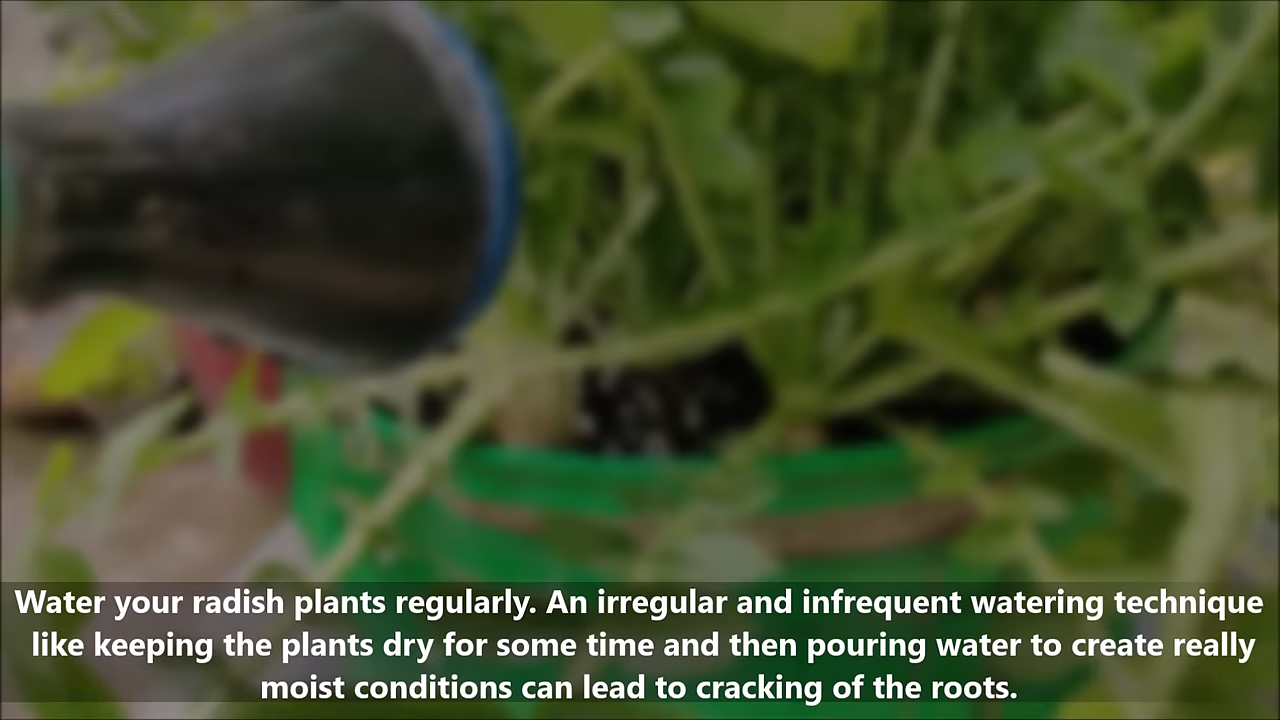 Water your radish plants regularly. An irregular and infrequent watering technique
like keeping the plants dry for some time and then pouring water to create really
moist conditions can lead to cracking of the roots.